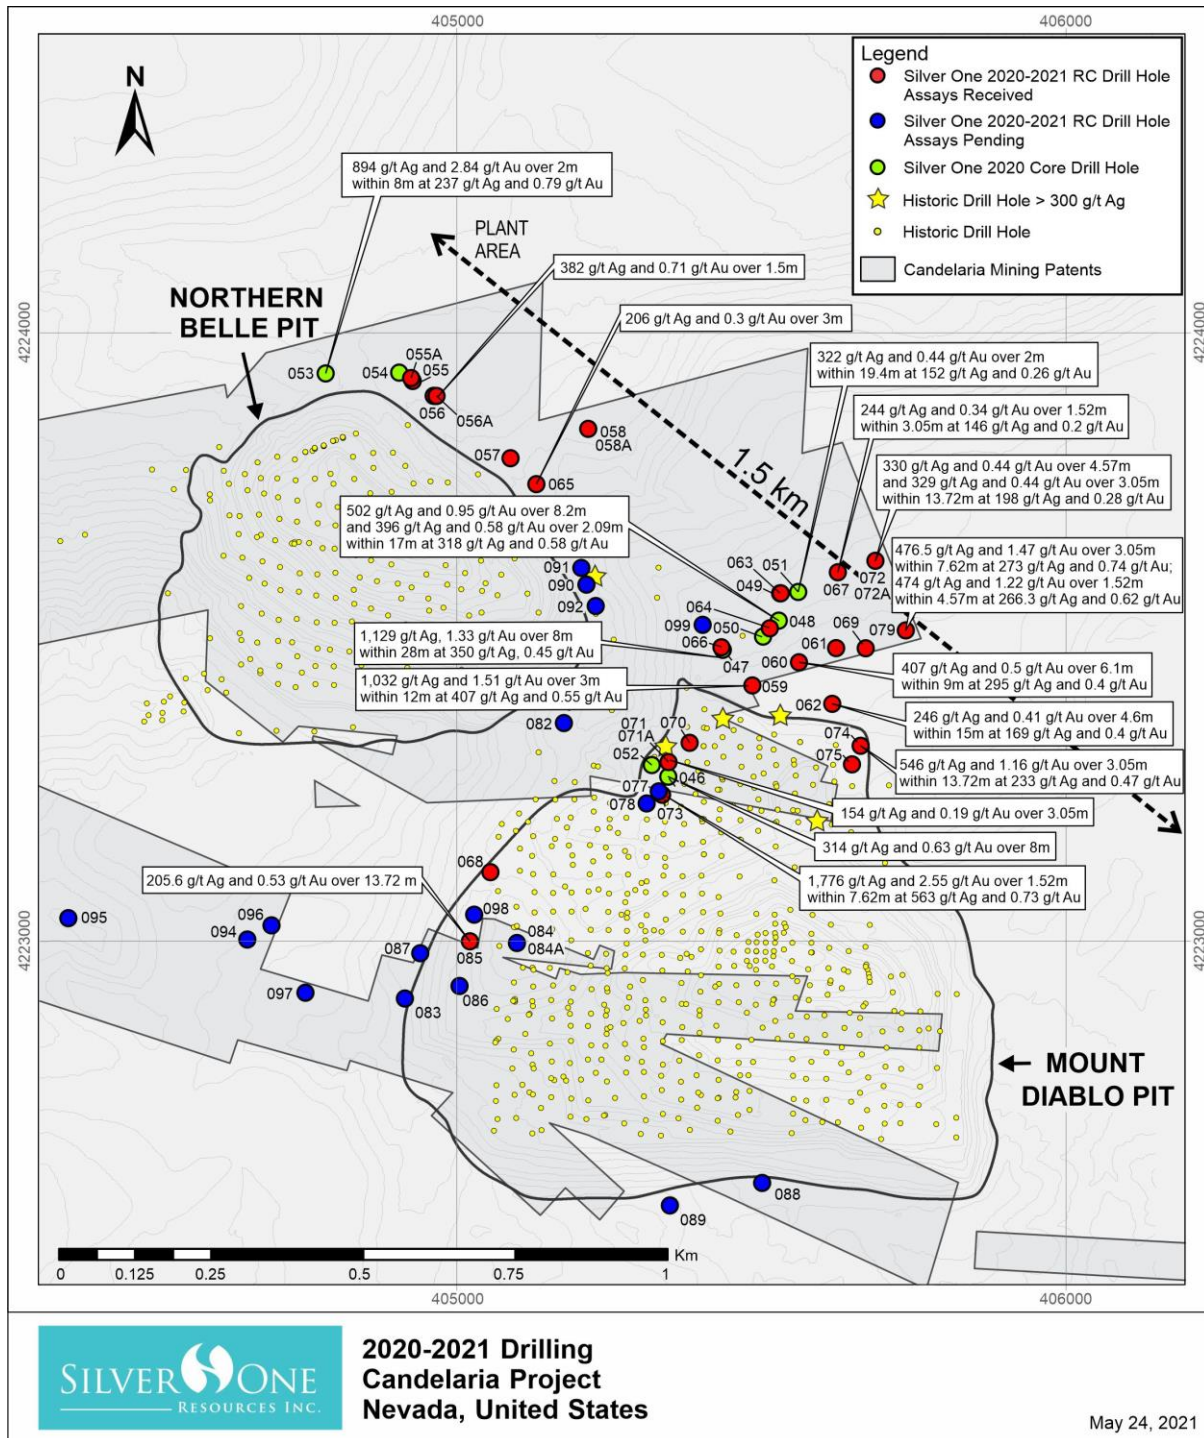 405000
406000
N
Legend
Silver One 2020-2021 RC Drill Hole
Assays Received
Silver One 2020-2021 RC Drill Hole
Assays Pending
Silver One 2020 Core Drill Hole
Historic Drill Hole > 300 g/t Ag
Historic Drill Hole
Candelaria Mining Patents
894 g/t Ag and 2.84 g/t Au over 2m
within 8m at 237 g/t Ag and 0.79 g/t Au
PLANT
AREA
382 g/t Ag and 0.71 g/t Au over 1.5m
NORTHERN
BELLE PIT
206 g/t Ag and 0.3 g/t Au over 3m
4224000
4224000
322 g/t Ag and 0.44 g/t Au over 2m
within 19.4m at 152 g/t Ag and 0.26 g/t Au
053
054
055A
055
056
056A
244 g/t Ag and 0.34 g/t Au over 1.52m
within 3.05m at 146 g/t Ag and 0.2 g/t Au
058
058A
057
065
1.5 km
330 g/t Ag and 0.44 g/t Au over 4.57m
and 329 g/t Ag and 0.44 g/t Au over 3.05m
within 13.72m at 198 g/t Ag and 0.28 g/t Au
502 g/t Ag and 0.95 g/t Au over 8.2m
and 396 g/t Ag and 0.58 g/t Au over 2.09m
within 17m at 318 g/t Ag and 0.58 g/t Au
476.5 g/t Ag and 1.47 g/t Au over 3.05m
within 7.62m at 273 g/t Ag and 0.74 g/t Au;
474 g/t Ag and 1.22 g/t Au over 1.52m
within 4.57m at 266.3 g/t Ag and 0.62 g/t Au
091
090
092
063
051
049
067
072
072A
064
048
099
050
069
079
061
1,129 g/t Ag, 1.33 g/t Au over 8m
within 28m at 350 g/t Ag, 0.45 g/t Au
066
047
060
407 g/t Ag and 0.5 g/t Au over 6.1m
within 9m at 295 g/t Ag and 0.4 g/t Au
1,032 g/t Ag and 1.51 g/t Au over 3m
within 12m at 407 g/t Ag and 0.55 g/t Au
059
062
246 g/t Ag and 0.41 g/t Au over 4.6m
within 15m at 169 g/t Ag and 0.4 g/t Au
082
071
071A
070
074
075
052
046
546 g/t Ag and 1.16 g/t Au over 3.05m
within 13.72m at 233 g/t Ag and 0.47 g/t Au
077
078
073
154 g/t Ag and 0.19 g/t Au over 3.05m
314 g/t Ag and 0.63 g/t Au over 8m
1,776 g/t Ag and 2.55 g/t Au over 1.52m
within 7.62m at 563 g/t Ag and 0.73 g/t Au
068
205.6 g/t Ag and 0.53 g/t Au over 13.72 m
095
096
094
098
084
084A
087
085
4223000
4223000
097
083
086
MOUNT
DIABLO PIT
088
089
Km
0
0.125
0.25
0.5
0.75
1
405000
406000
SILVER ONE
RESOURCES INC.
2020-2021 Drilling
Candelaria Project
Nevada, United States
May 24, 2021